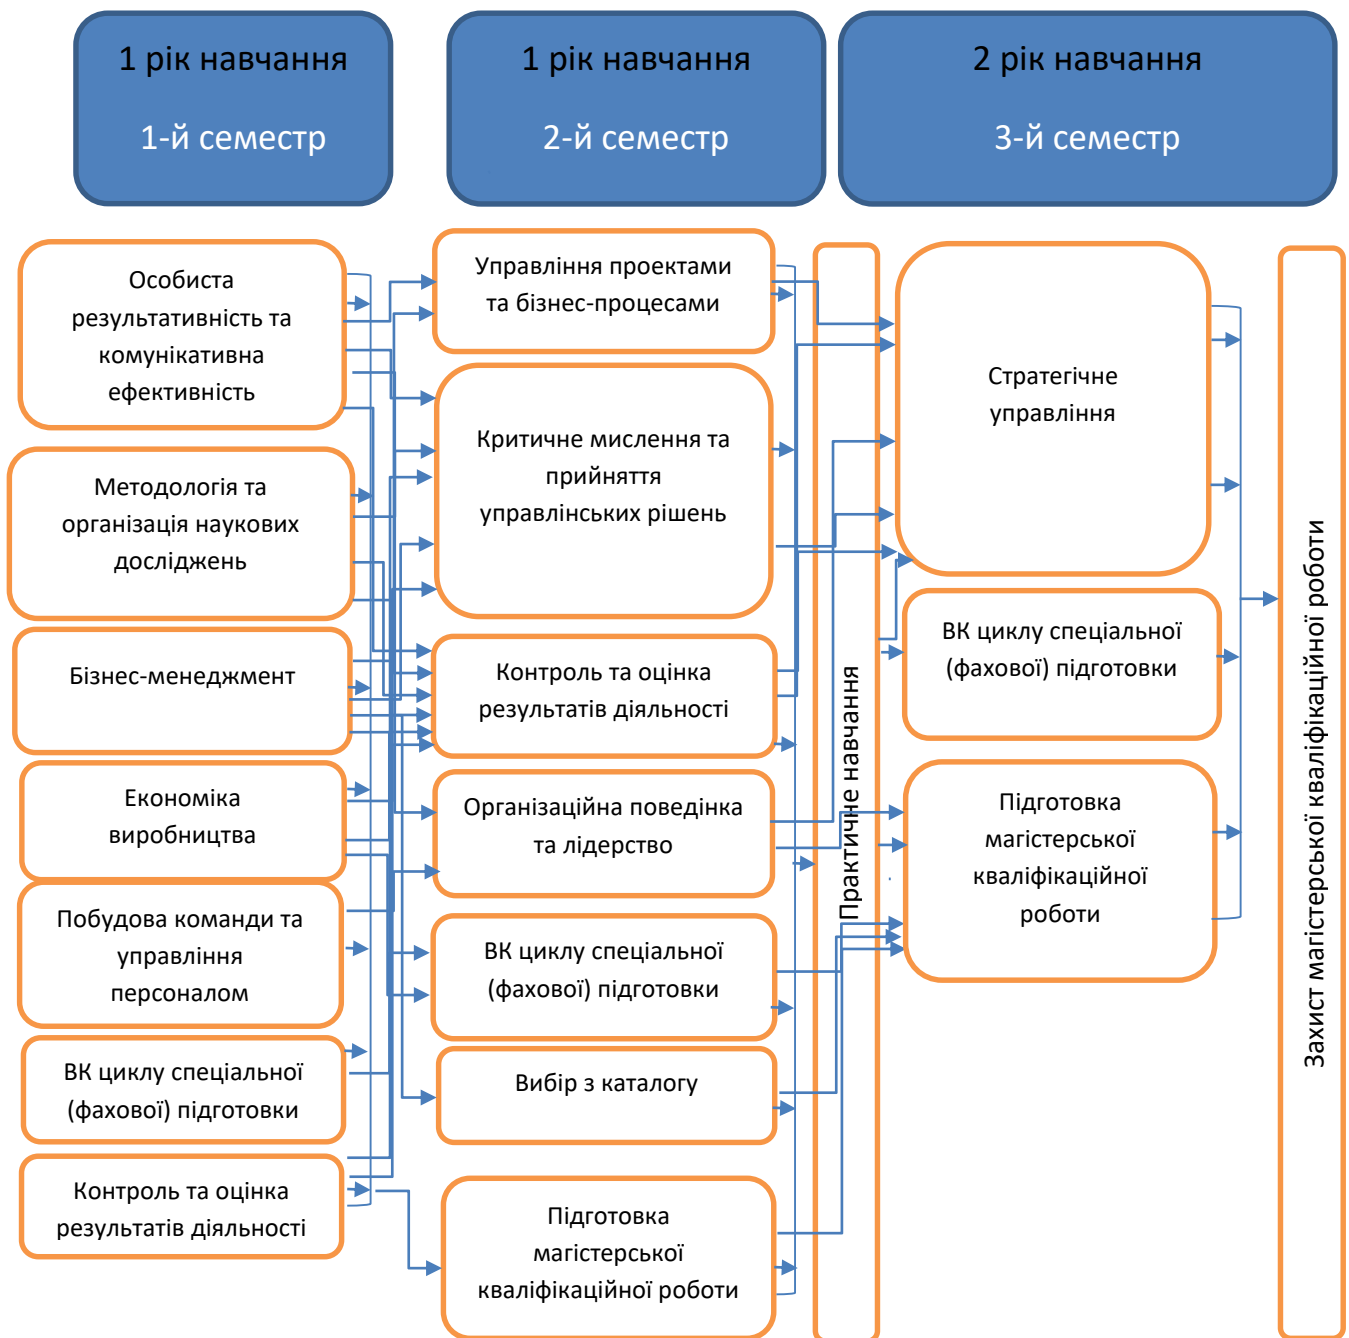 1 рік навчання
1-й семестр
1 рік навчання
2-й семестр
2 рік навчання
3-й семестр
Особиста
результативність та
комунікативна
ефективність
Методологія та
організація наукових
досліджень
Бізнес-менеджмент
Економіка
виробництва
Побудова команди та
управління
персоналом
ВК циклу спеціальної
(фахової) підготовки
Контроль та оцінка
результатів діяльності
Управління проектами
та бізнес-процесами
Критичне мислення та
прийняття
управлінських рішень
Контроль та оцінка
результатів діяльності
Організаційна поведінка
та лідерство
ВК циклу спеціальної
(фахової) підготовки
Вибір з каталогу
Підготовка
магістерської
кваліфікаційної роботи
Практичне навчання
Стратегічне
управління
ВК циклу спеціальної
(фахової) підготовки
Підготовка
магістерської
кваліфікаційної
роботи
Захист магістерської кваліфікаційної роботи